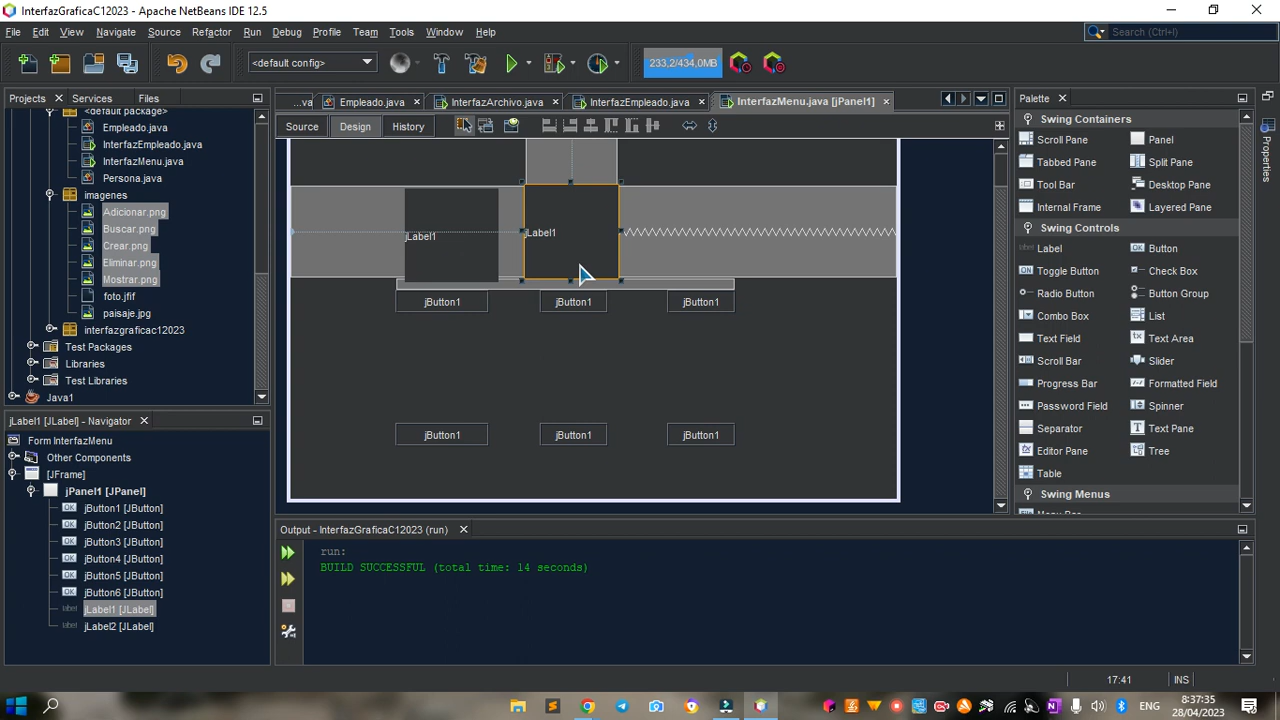 InterfazGraficaC12023 - Apache NetBeans IDE 12.5
File Edit View Navigate Source Refactor Run Debug Profile Team Tools Window Help
Search (Ctrl+I)
<default config>
233,2/434,0MB
Projects Services Files
...va Empleado.java InterfazArchivo.java InterfazEmpleado.java InterfazMenu.java [jPanel1]
Palette
Source Design History
<default package>
Empleado.java
InterfazEmpleado.java
InterfazMenu.java
Persona.java
imagenes
Adicionar.png
Buscar.png
Crear.png
Eliminar.png
Mostrar.png
foto.jfif
paisaje.jpg
interfazgraficac12023
Test Packages
Libraries
Test Libraries
Java1
jLabel1 jLabel1
jButton1 jButton1 jButton1
jButton1 jButton1 jButton1
Swing Containers
Scroll Pane Panel
Tabbed Pane Split Pane
Tool Bar Desktop Pane
Internal Frame Layered Pane
Swing Controls
Label Button
Toggle Button Check Box
Radio Button Button Group
Combo Box List
Text Field Text Area
Scroll Bar Slider
Progress Bar Formatted Field
Password Field Spinner
Separator Text Pane
Editor Pane Tree
Table
Swing Menus
Properties
jLabel1 [JLabel] - Navigator
Form InterfazMenu
Other Components
[JFrame]
jPanel1 [JPanel]
jButton1 [JButton]
jButton2 [JButton]
jButton3 [JButton]
jButton4 [JButton]
jButton5 [JButton]
jButton6 [JButton]
jLabel1 [JLabel]
jLabel2 [JLabel]
Output - InterfazGraficaC12023 (run)
run:
BUILD SUCCESSFUL (total time: 14 seconds)
17:41 INS
ENG
8:37:35
28/04/2023